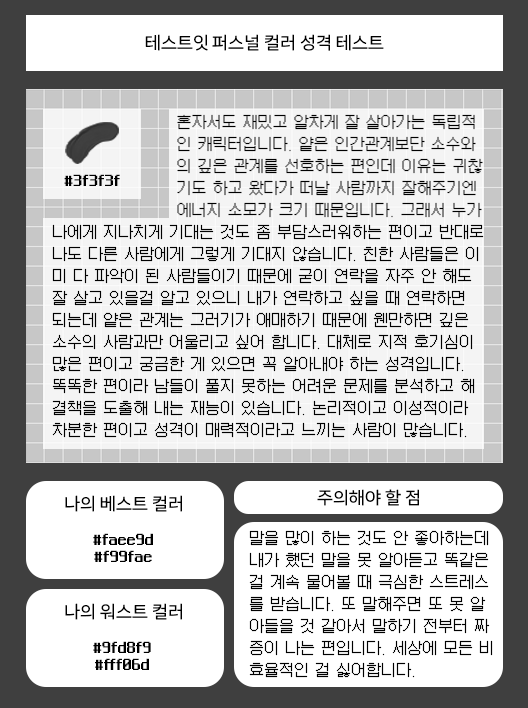 테스트잇 퍼스널 컬러 성격 테스트
#3f3f3f
혼자서도 재밌고 알차게 잘 살아가는 독립적
인 캐릭터입니다. 얕은 인간관계보단 소수와
의 깊은 관계를 선호하는 편인데 이유는 귀찮
기도 하고 왔다가 떠날 사람까지 잘해주기엔
에너지 소모가 크기 때문입니다. 그래서 누가
나에게 지나치게 기대는 것도 좀 부담스러워하는 편이고 반대로
나도 다른 사람에게 그렇게 기대지 않습니다. 친한 사람들은 이
미 다 파악이 된 사람들이기 때문에 굳이 연락을 자주 안 해도
잘 살고 있을걸 알고 있으니 내가 연락하고 싶을 때 연락하면
되는데 얕은 관계는 그러기가 애매하기 때문에 웬만하면 깊은
소수의 사람과만 어울리고 싶어 합니다. 대체로 지적 호기심이
많은 편이고 궁금한 게 있으면 꼭 알아내야 하는 성격입니다.
똑똑한 편이라 남들이 풀지 못하는 어려운 문제를 분석하고 해
결책을 도출해 내는 재능이 있습니다. 논리적이고 이성적이라
차분한 편이고 성격이 매력적이라고 느끼는 사람이 많습니다.
나의 베스트 컬러
#faee9d
#f99fae
나의 워스트 컬러
#9fd8f9
#fff06d
주의해야 할 점
말을 많이 하는 것도 안 좋아하는데
내가 했던 말을 못 알아듣고 똑같은
걸 계속 물어볼 때 극심한 스트레스
를 받습니다. 또 말해주면 또 못 알
아들을 것 같아서 말하기 전부터 짜
증이 나는 편입니다. 세상에 모든 비
효율적인 걸 싫어합니다.